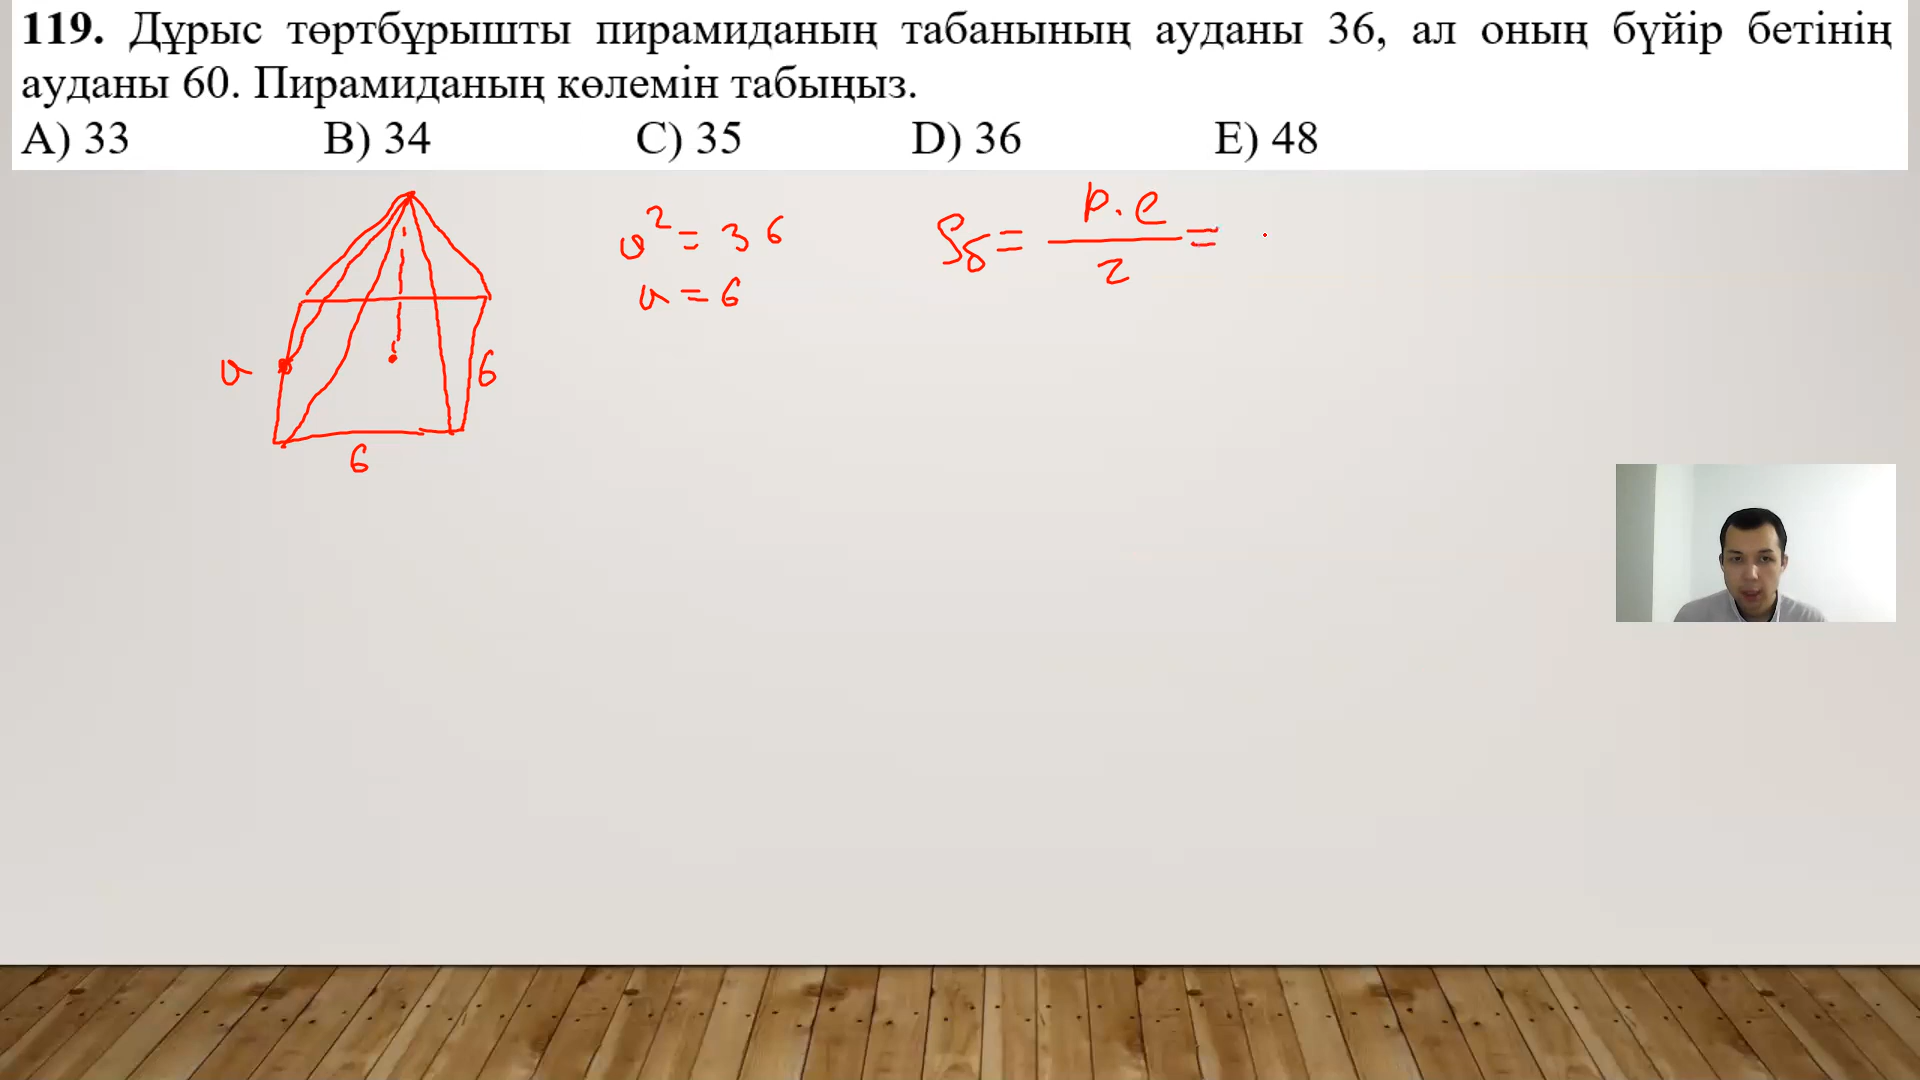 119. Дұрыс төртбұрышты пирамиданың табанының ауданы 36, ал оның бүйір бетінің
ауданы 60. Пирамиданың көлемін табыңыз.
A) 33 B) 34 C) 35 D) 36 E) 48
a² = 36
a = 6
Sб = p·l / 2 =
a
6
6